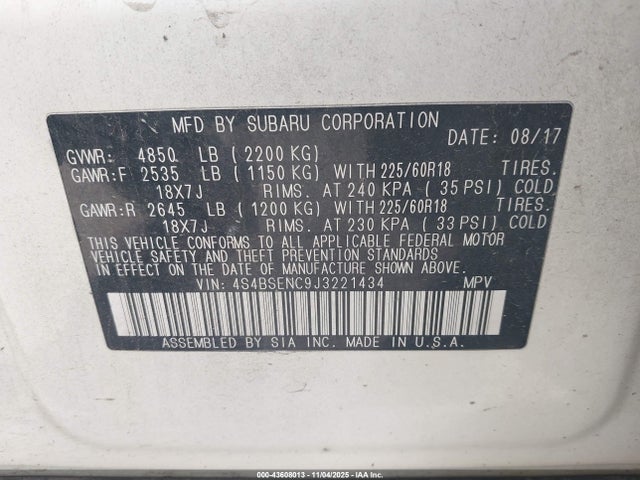 MFD BY SUBARU CORPORATION
DATE: 08/17
GVWR: 4850 LB ( 2200 KG)
GAWR:F 2535 LB ( 1150 KG) WITH 225/60R18 TIRES.
18X7J RIMS. AT 240 KPA ( 35 PSI) COLD
GAWR:R 2645 LB ( 1200 KG) WITH 225/60R18 TIRES.
18X7J RIMS. AT 230 KPA ( 33 PSI) COLD
THIS VEHICLE CONFORMS TO ALL APPLICABLE FEDERAL MOTOR
VEHICLE SAFETY AND THEFT PREVENTION STANDARDS IN
EFFECT ON THE DATE OF MANUFACTURE SHOWN ABOVE.
VIN: 4S4BSENC9J3221434 MPV
ASSEMBLED BY SIA INC. MADE IN U.S.A.
000-43608013 - 11/04/2025 - IAA Inc.